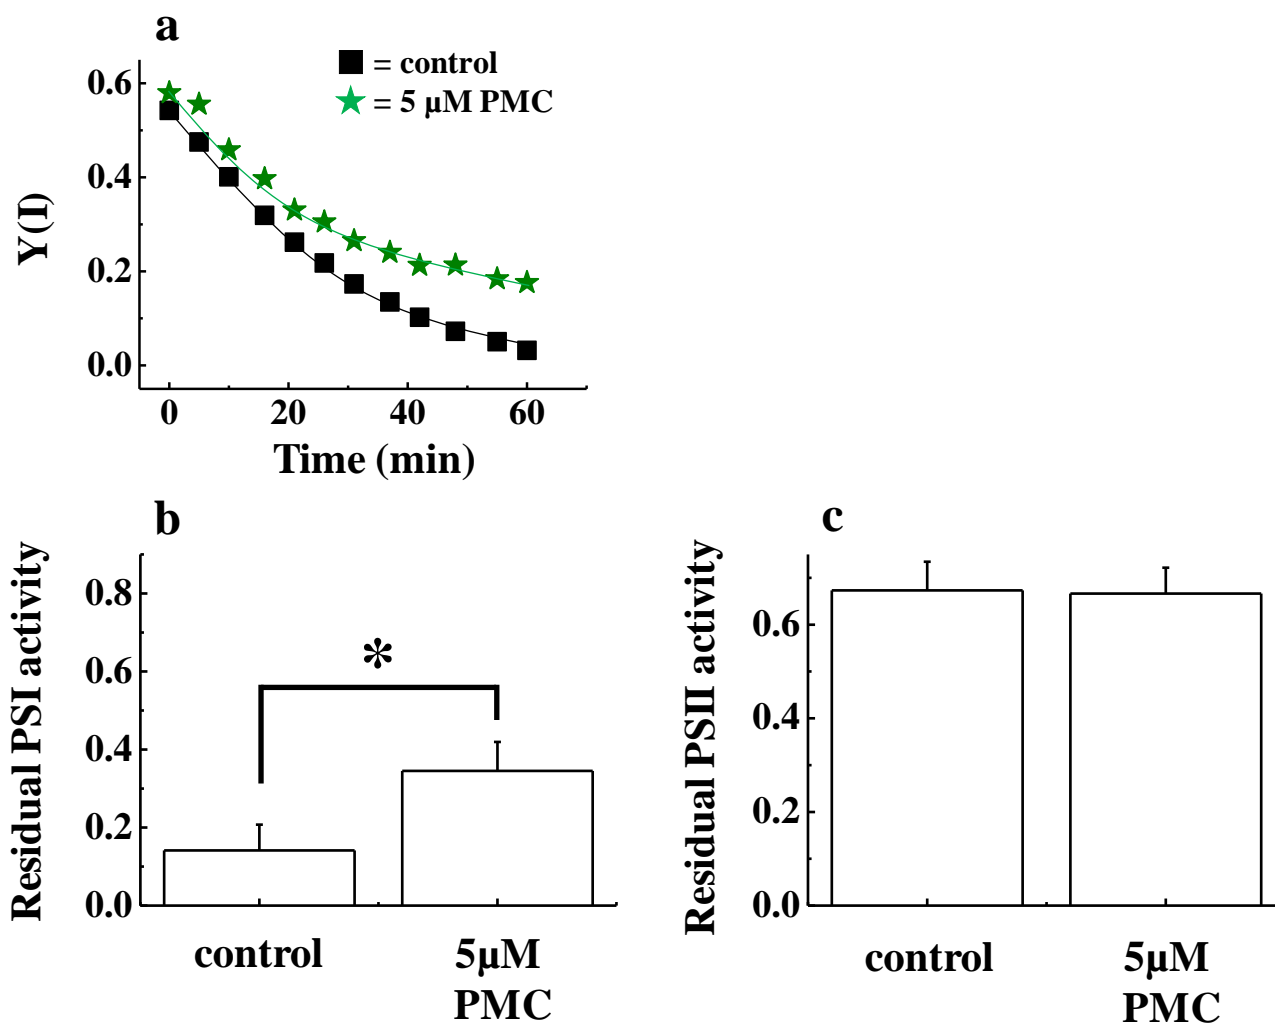 a
= control
= 5 μM PMC
Y(I)
0.6
0.4
0.2
0.0
0 20 40 60
Time (min)
b
Residual PSI activity
0.8
0.6
0.4
0.2
0.0
*
control 5μM
PMC
c
Residual PSII activity
0.6
0.4
0.2
0.0
control 5μM
PMC